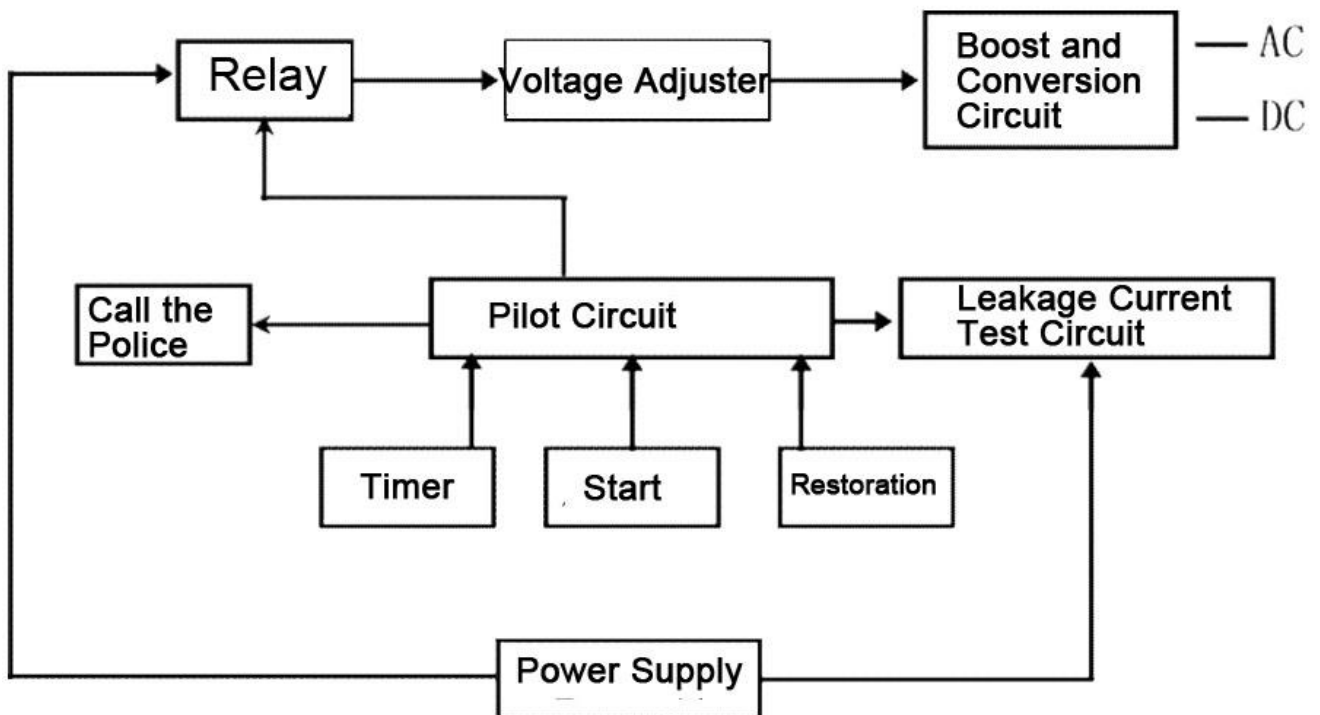 Relay
Voltage Adjuster
Boost and
Conversion
Circuit
AC
DC
Call the
Police
Pilot Circuit
Leakage Current
Test Circuit
Timer
Start
Restoration
Power Supply